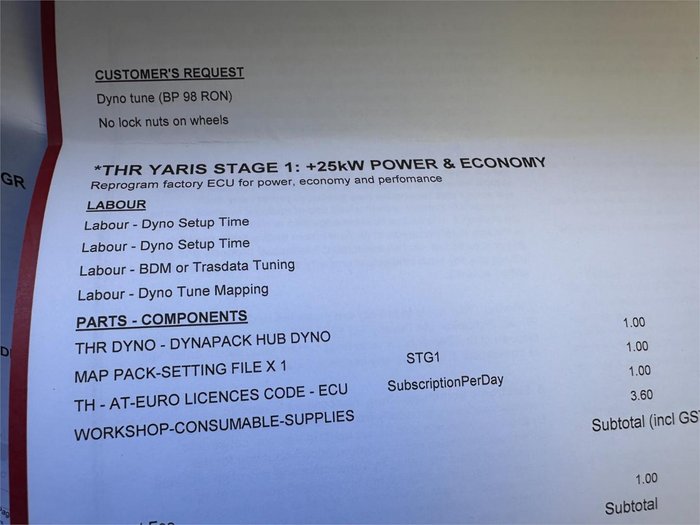 CUSTOMER'S REQUEST
Dyno tune (BP 98 RON)
No lock nuts on wheels
GR
*THR YARIS STAGE 1: +25kW POWER & ECONOMY
Reprogram factory ECU for power, economy and perfomance
LABOUR
Labour - Dyno Setup Time
Labour - Dyno Setup Time
Labour - BDM or Trasdata Tuning
Labour - Dyno Tune Mapping
PARTS - COMPONENTS
THR DYNO - DYNAPACK HUB DYNO 1.00
MAP PACK-SETTING FILE X 1 STG1 1.00
TH - AT-EURO LICENCES CODE - ECU SubscriptionPerDay 1.00
WORKSHOP-CONSUMABLE-SUPPLIES 3.60
Subtotal (incl GS
1.00
Subtotal